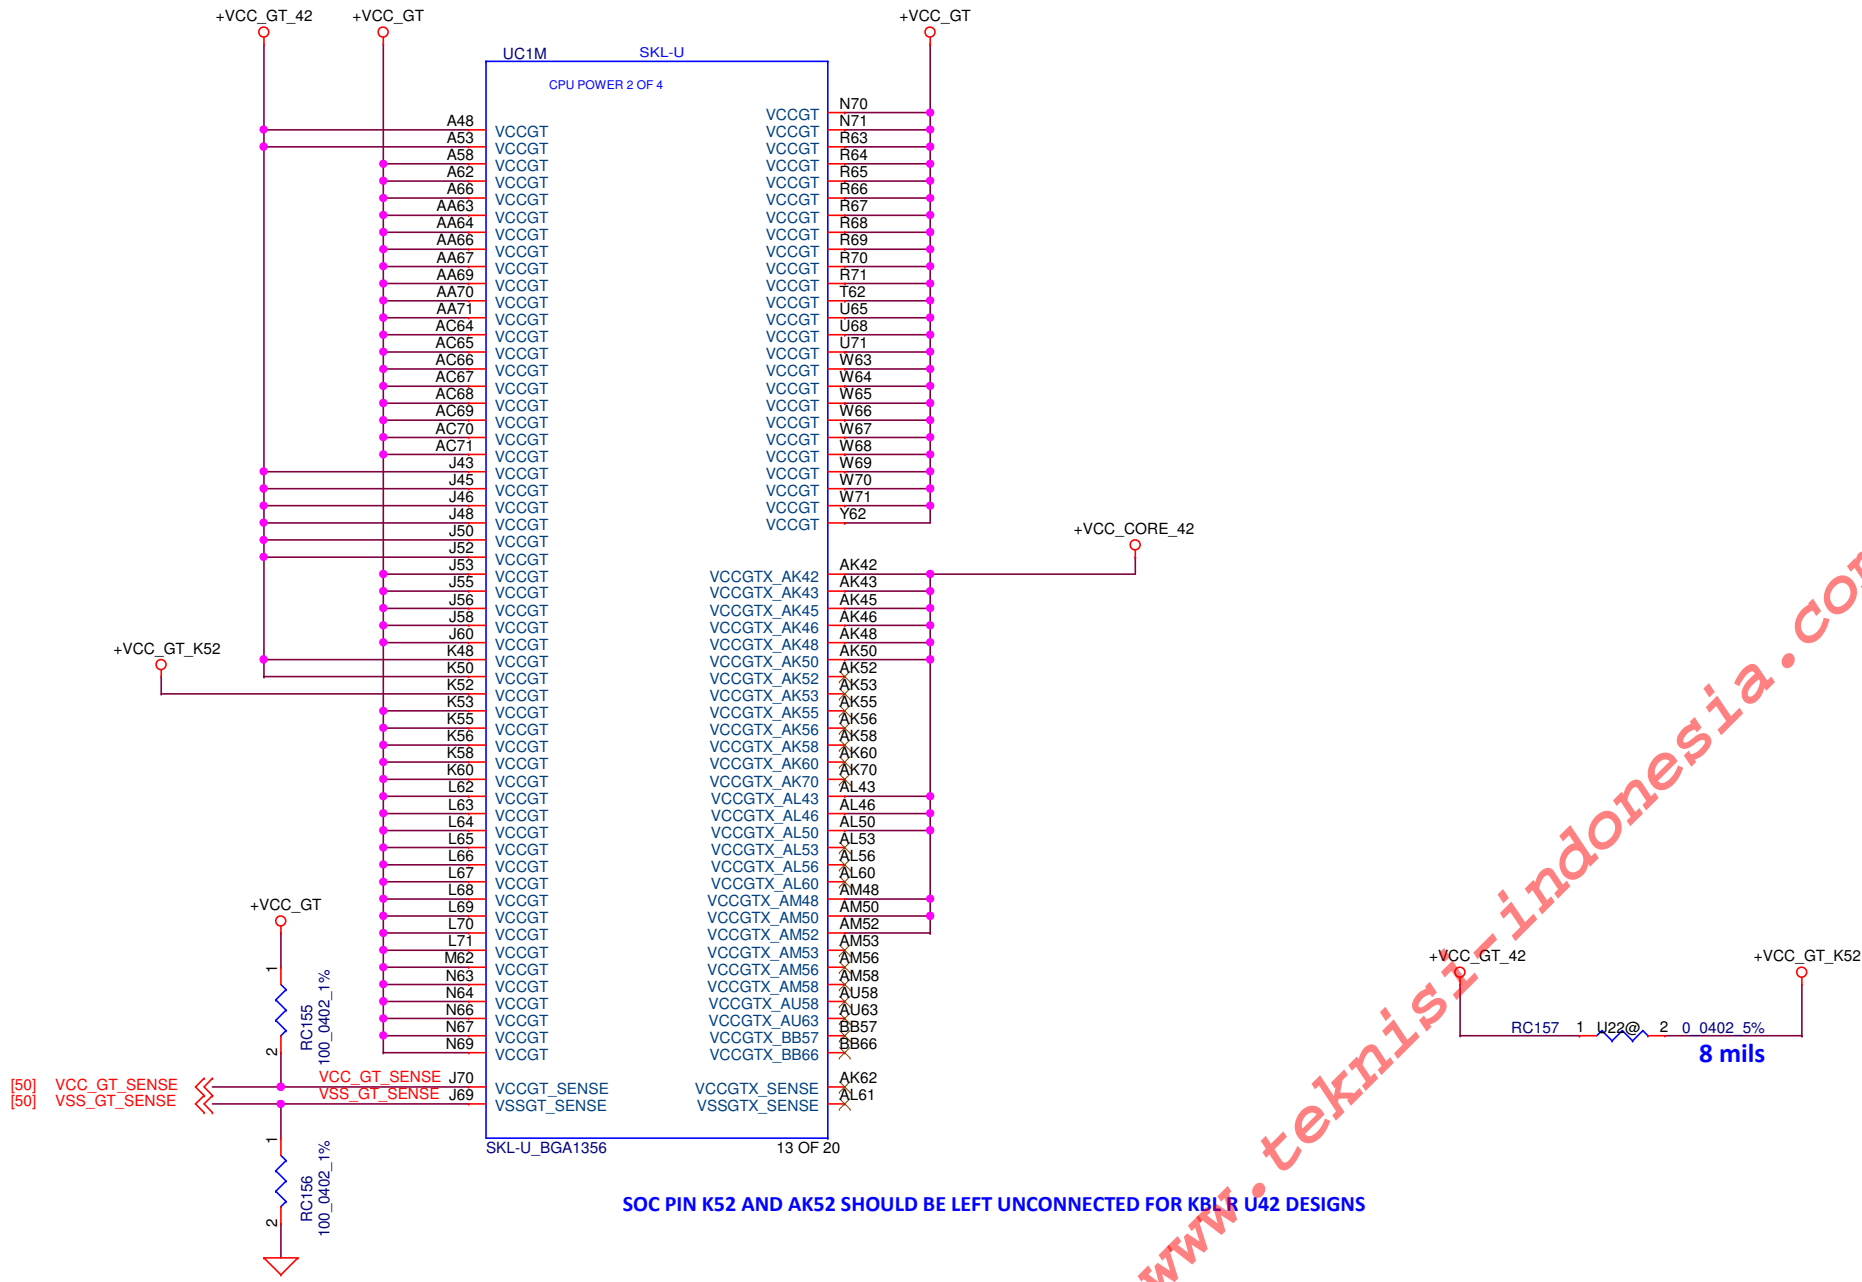 +VCC_GT_42
+VCC_GT
+VCC_GT
UC1M
SKL-U
CPU POWER 2 OF 4
A48 VCCGT
A53 VCCGT
A58 VCCGT
A62 VCCGT
A66 VCCGT
AA63 VCCGT
AA64 VCCGT
AA66 VCCGT
AA67 VCCGT
AA69 VCCGT
AA70 VCCGT
AA71 VCCGT
AC64 VCCGT
AC65 VCCGT
AC66 VCCGT
AC67 VCCGT
AC68 VCCGT
AC69 VCCGT
AC70 VCCGT
AC71 VCCGT
J43 VCCGT
J45 VCCGT
J46 VCCGT
J48 VCCGT
J50 VCCGT
J52 VCCGT
J53 VCCGT
J55 VCCGT
J56 VCCGT
J58 VCCGT
J60 VCCGT
K48 VCCGT
K50 VCCGT
K52 VCCGT
K53 VCCGT
K55 VCCGT
K56 VCCGT
K58 VCCGT
K60 VCCGT
L62 VCCGT
L63 VCCGT
L64 VCCGT
L65 VCCGT
L66 VCCGT
L67 VCCGT
L68 VCCGT
L69 VCCGT
L70 VCCGT
L71 VCCGT
M62 VCCGT
N63 VCCGT
N64 VCCGT
N66 VCCGT
N67 VCCGT
N69 VCCGT
+VCC_GT_K52
+VCC_GT
1
RC155
100_0402_1%
2
[50] VCC_GT_SENSE
VCC_GT_SENSE J70 VCCGT_SENSE
[50] VSS_GT_SENSE
VSS_GT_SENSE J69 VSSGT_SENSE
1
RC156
100_0402_1%
2
VCCGT N70
VCCGT N71
VCCGT R63
VCCGT R64
VCCGT R65
VCCGT R66
VCCGT R67
VCCGT R68
VCCGT R69
VCCGT R70
VCCGT R71
VCCGT T62
VCCGT U65
VCCGT U68
VCCGT U71
VCCGT W63
VCCGT W64
VCCGT W65
VCCGT W66
VCCGT W67
VCCGT W68
VCCGT W69
VCCGT W70
VCCGT W71
VCCGT Y62
+VCC_CORE_42
VCCGTX_AK42 AK42
VCCGTX_AK43 AK43
VCCGTX_AK45 AK45
VCCGTX_AK46 AK46
VCCGTX_AK48 AK48
VCCGTX_AK50 AK50
VCCGTX_AK52 AK52
VCCGTX_AK53 AK53
VCCGTX_AK55 AK55
VCCGTX_AK56 AK56
VCCGTX_AK58 AK58
VCCGTX_AK60 AK60
VCCGTX_AK70 AK70
VCCGTX_AL43 AL43
VCCGTX_AL46 AL46
VCCGTX_AL50 AL50
VCCGTX_AL53 AL53
VCCGTX_AL56 AL56
VCCGTX_AL60 AL60
VCCGTX_AM48 AM48
VCCGTX_AM50 AM50
VCCGTX_AM52 AM52
VCCGTX_AM53 AM53
VCCGTX_AM56 AM56
VCCGTX_AM58 AM58
VCCGTX_AU58 AU58
VCCGTX_AU63 AU63
VCCGTX_BB57 BB57
VCCGTX_BB66 BB66
VCCGTX_SENSE AK62
VSSGTX_SENSE AL61
SKL-U_BGA1356
13 OF 20
+VCC_GT_42
+VCC_GT_K52
RC157 1 U22@ 2 0_0402_5%
8 mils
SOC PIN K52 AND AK52 SHOULD BE LEFT UNCONNECTED FOR KBL R U42 DESIGNS
www.teknisi-indonesia.com